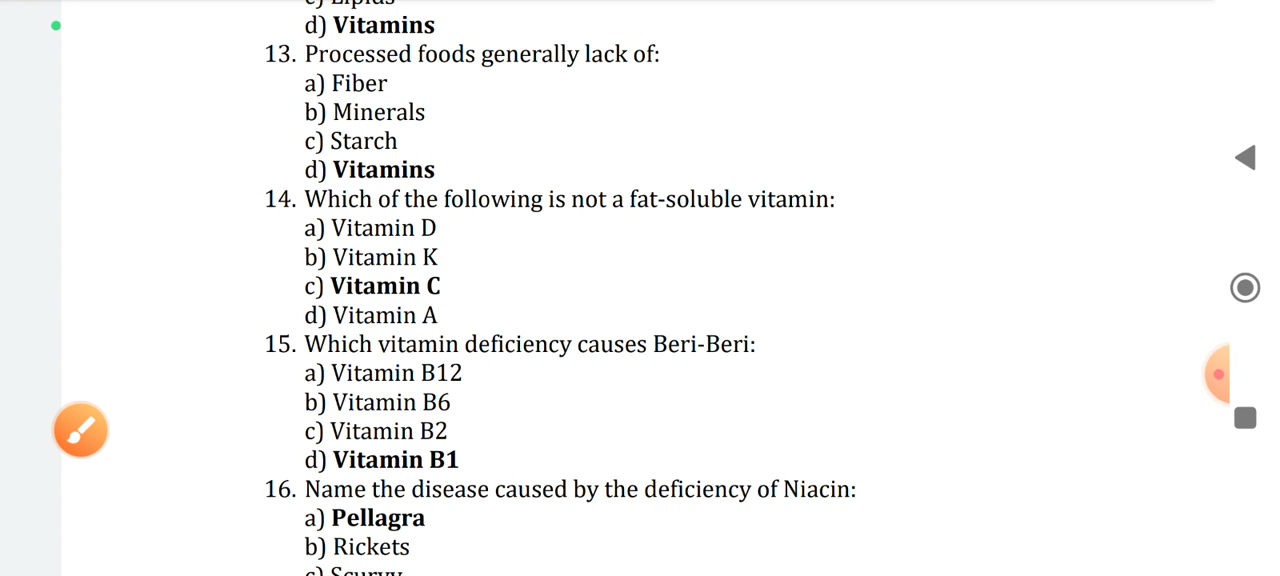 d) Vitamins
13. Processed foods generally lack of:
a) Fiber
b) Minerals
c) Starch
d) Vitamins
14. Which of the following is not a fat-soluble vitamin:
a) Vitamin D
b) Vitamin K
c) Vitamin C
d) Vitamin A
15. Which vitamin deficiency causes Beri-Beri:
a) Vitamin B12
b) Vitamin B6
c) Vitamin B2
d) Vitamin B1
16. Name the disease caused by the deficiency of Niacin:
a) Pellagra
b) Rickets